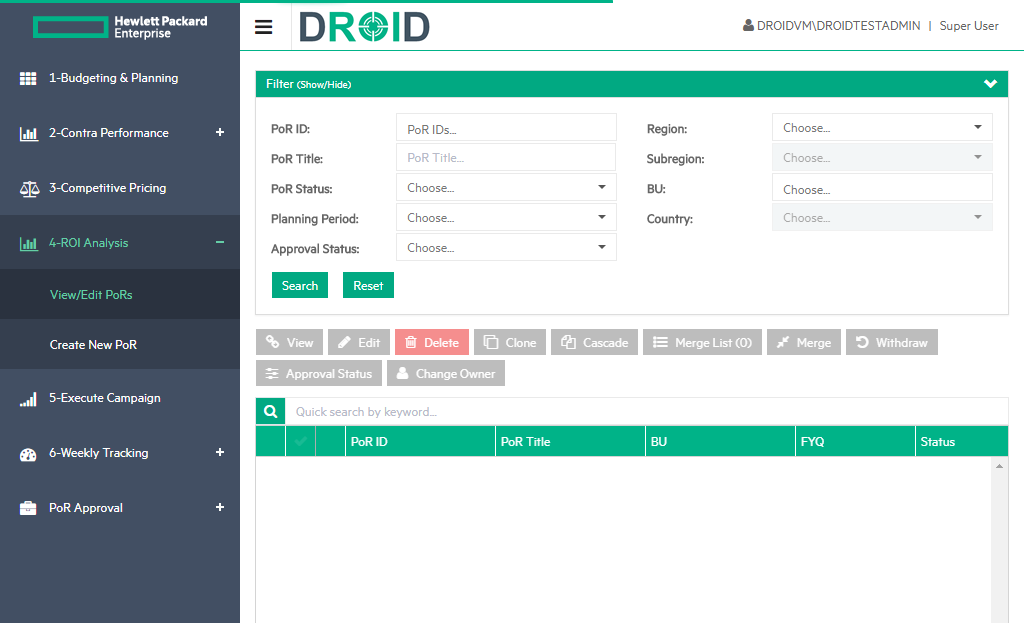 Hewlett Packard
Enterprise
DROID
DROIDVM\DROIDTESTADMIN | Super User
1-Budgeting & Planning
2-Contra Performance +
3-Competitive Pricing
4-ROI Analysis −
View/Edit PoRs
Create New PoR
5-Execute Campaign
6-Weekly Tracking +
PoR Approval +
Filter (Show/Hide)
PoR ID: PoR IDs...
PoR Title: PoR Title...
PoR Status: Choose...
Planning Period: Choose...
Approval Status: Choose...
Region: Choose...
Subregion: Choose...
BU: Choose...
Country: Choose...
Search Reset
View Edit Delete Clone Cascade Merge List (0) Merge Withdraw
Approval Status Change Owner
Quick search by keyword...
PoR ID PoR Title BU FYQ Status